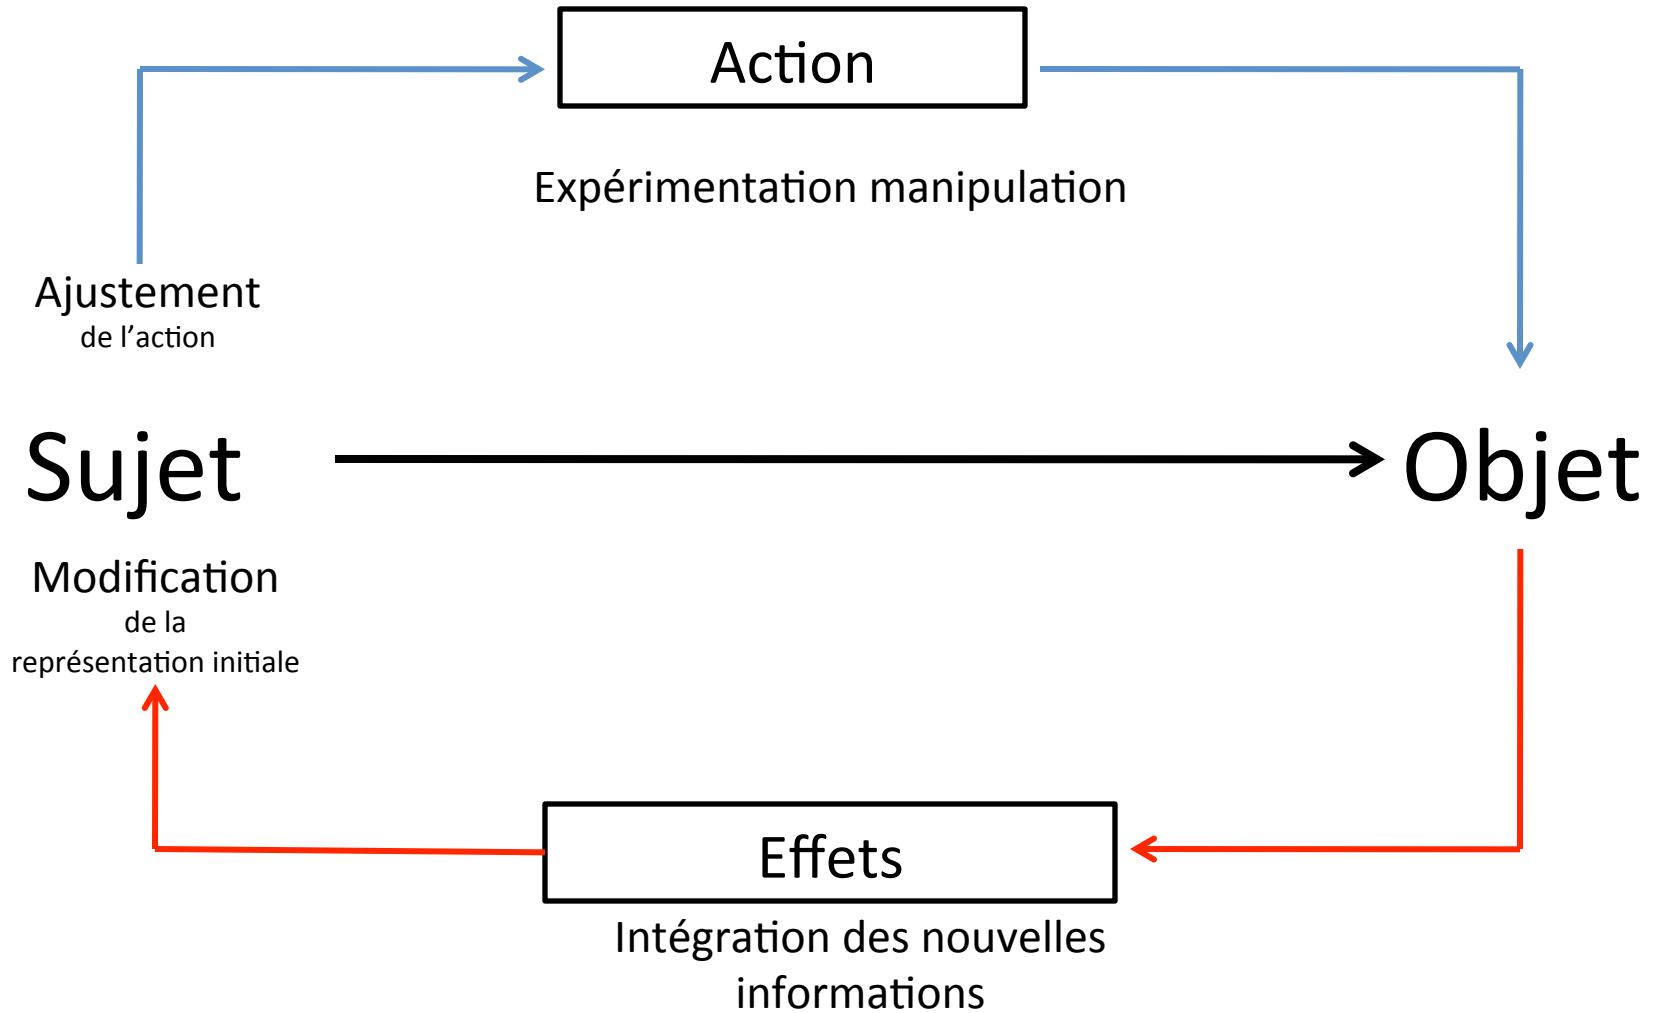 Action
Expérimentation manipulation
Ajustement
de l’action
Sujet
Objet
Modification
de la
représentation initiale
Effets
Intégration des nouvelles
informations